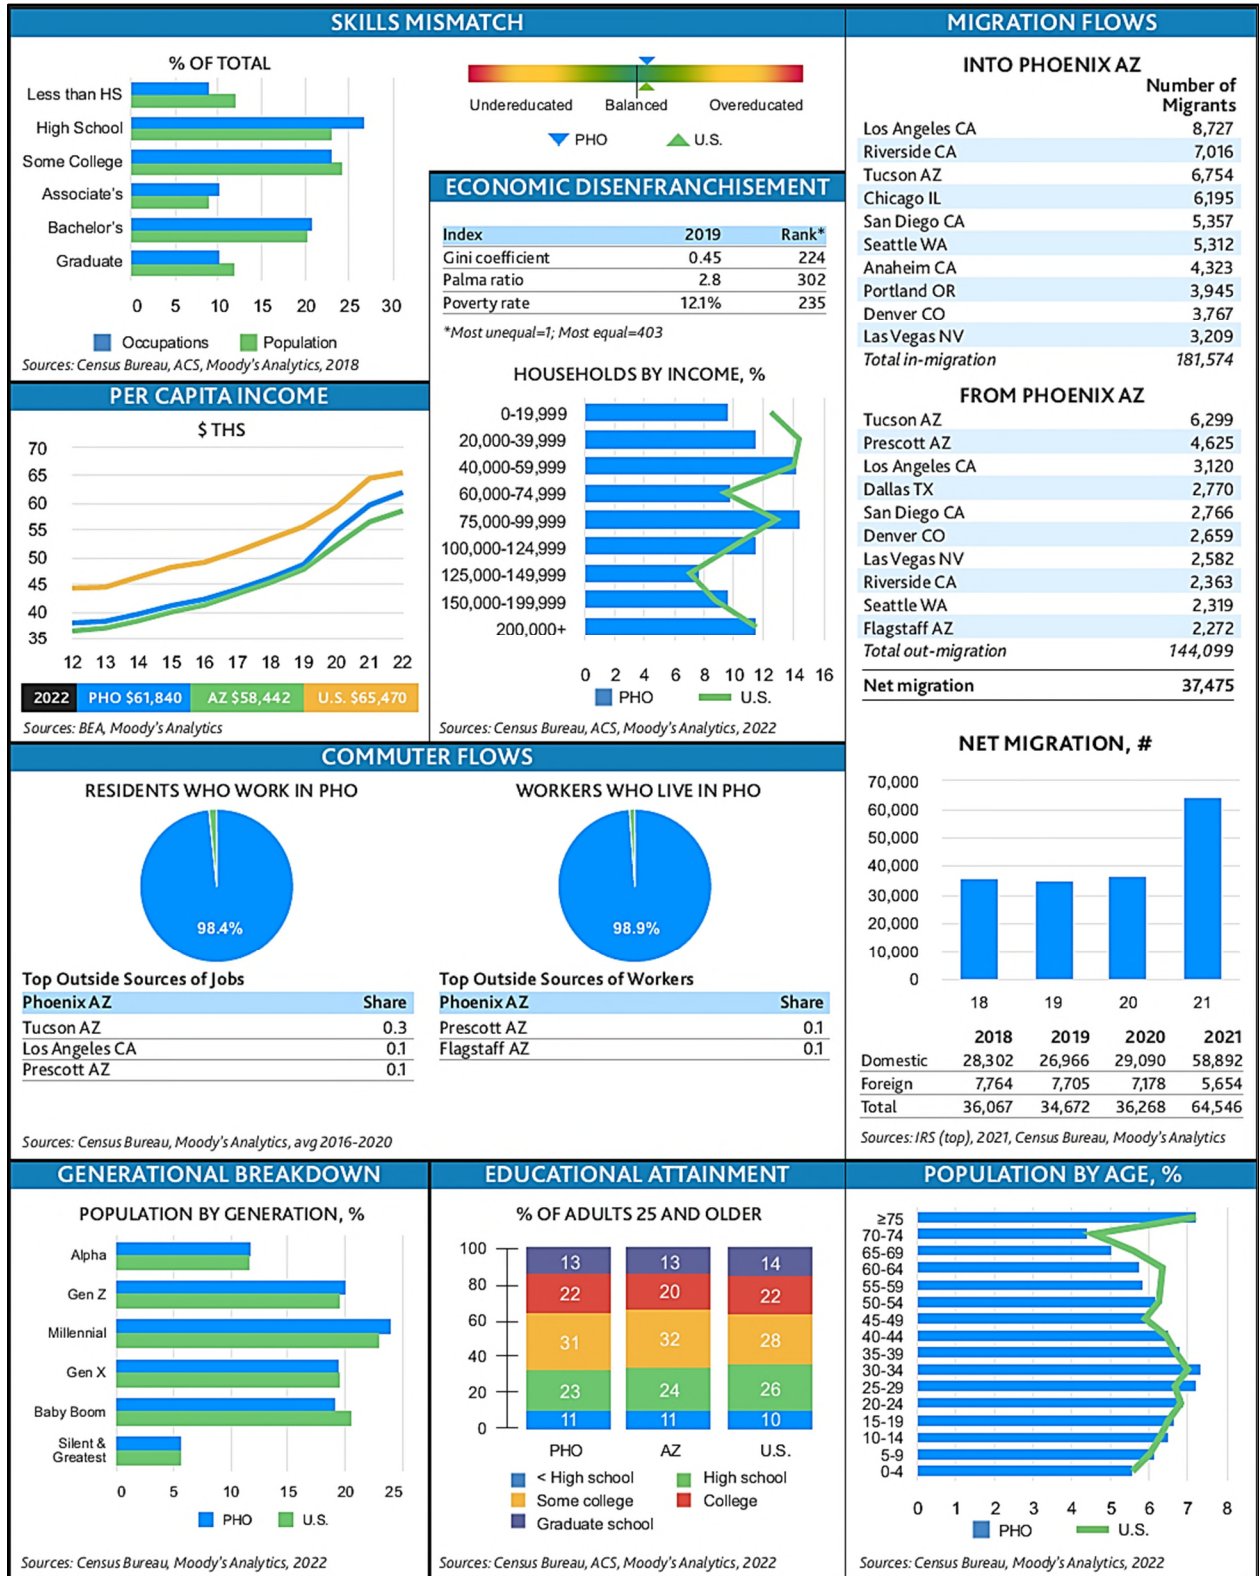 SKILLS MISMATCH
% OF TOTAL
Less than HS
High School
Some College
Associate's
Bachelor's
Graduate
0 5 10 15 20 25 30
Occupations Population
Sources: Census Bureau, ACS, Moody's Analytics, 2018
Undereducated Balanced Overeducated
PHO U.S.
PER CAPITA INCOME
$ THS
70
65
60
55
50
45
40
35
12 13 14 15 16 17 18 19 20 21 22
2022 PHO $61,840 AZ $58,442 U.S. $65,470
Sources: BEA, Moody's Analytics
ECONOMIC DISENFRANCHISEMENT
Index 2019 Rank*
Gini coefficient 0.45 224
Palma ratio 2.8 302
Poverty rate 12.1% 235
*Most unequal=1; Most equal=403
HOUSEHOLDS BY INCOME, %
0-19,999
20,000-39,999
40,000-59,999
60,000-74,999
75,000-99,999
100,000-124,999
125,000-149,999
150,000-199,999
200,000+
0 2 4 6 8 10 12 14 16
PHO U.S.
Sources: Census Bureau, ACS, Moody's Analytics, 2022
MIGRATION FLOWS
INTO PHOENIX AZ
Number of
Migrants
Los Angeles CA 8,727
Riverside CA 7,016
Tucson AZ 6,754
Chicago IL 6,195
San Diego CA 5,357
Seattle WA 5,312
Anaheim CA 4,323
Portland OR 3,945
Denver CO 3,767
Las Vegas NV 3,209
Total in-migration 181,574
FROM PHOENIX AZ
Tucson AZ 6,299
Prescott AZ 4,625
Los Angeles CA 3,120
Dallas TX 2,770
San Diego CA 2,766
Denver CO 2,659
Las Vegas NV 2,582
Riverside CA 2,363
Seattle WA 2,319
Flagstaff AZ 2,272
Total out-migration 144,099
Net migration 37,475
NET MIGRATION, #
70,000
60,000
50,000
40,000
30,000
20,000
10,000
0
18 19 20 21
2018 2019 2020 2021
Domestic 28,302 26,966 29,090 58,892
Foreign 7,764 7,705 7,178 5,654
Total 36,067 34,672 36,268 64,546
Sources: IRS (top), 2021, Census Bureau, Moody's Analytics
COMMUTER FLOWS
RESIDENTS WHO WORK IN PHO
98.4%
Top Outside Sources of Jobs
Phoenix AZ Share
Tucson AZ 0.3
Los Angeles CA 0.1
Prescott AZ 0.1
WORKERS WHO LIVE IN PHO
98.9%
Top Outside Sources of Workers
Phoenix AZ Share
Prescott AZ 0.1
Flagstaff AZ 0.1
Sources: Census Bureau, Moody's Analytics, avg 2016-2020
GENERATIONAL BREAKDOWN
POPULATION BY GENERATION, %
Alpha
Gen Z
Millennial
Gen X
Baby Boom
Silent &
Greatest
0 5 10 15 20 25
PHO U.S.
Sources: Census Bureau, Moody's Analytics, 2022
EDUCATIONAL ATTAINMENT
% OF ADULTS 25 AND OLDER
100
80
60
40
20
0
13 13 14
22 20 22
31 32 28
23 24 26
11 11 10
PHO AZ U.S.
< High school High school
Some college College
Graduate school
Sources: Census Bureau, ACS, Moody's Analytics, 2022
POPULATION BY AGE, %
≥75
70-74
65-69
60-64
55-59
50-54
45-49
40-44
35-39
30-34
25-29
20-24
15-19
10-14
5-9
0-4
0 1 2 3 4 5 6 7 8
PHO U.S.
Sources: Census Bureau, Moody's Analytics, 2022